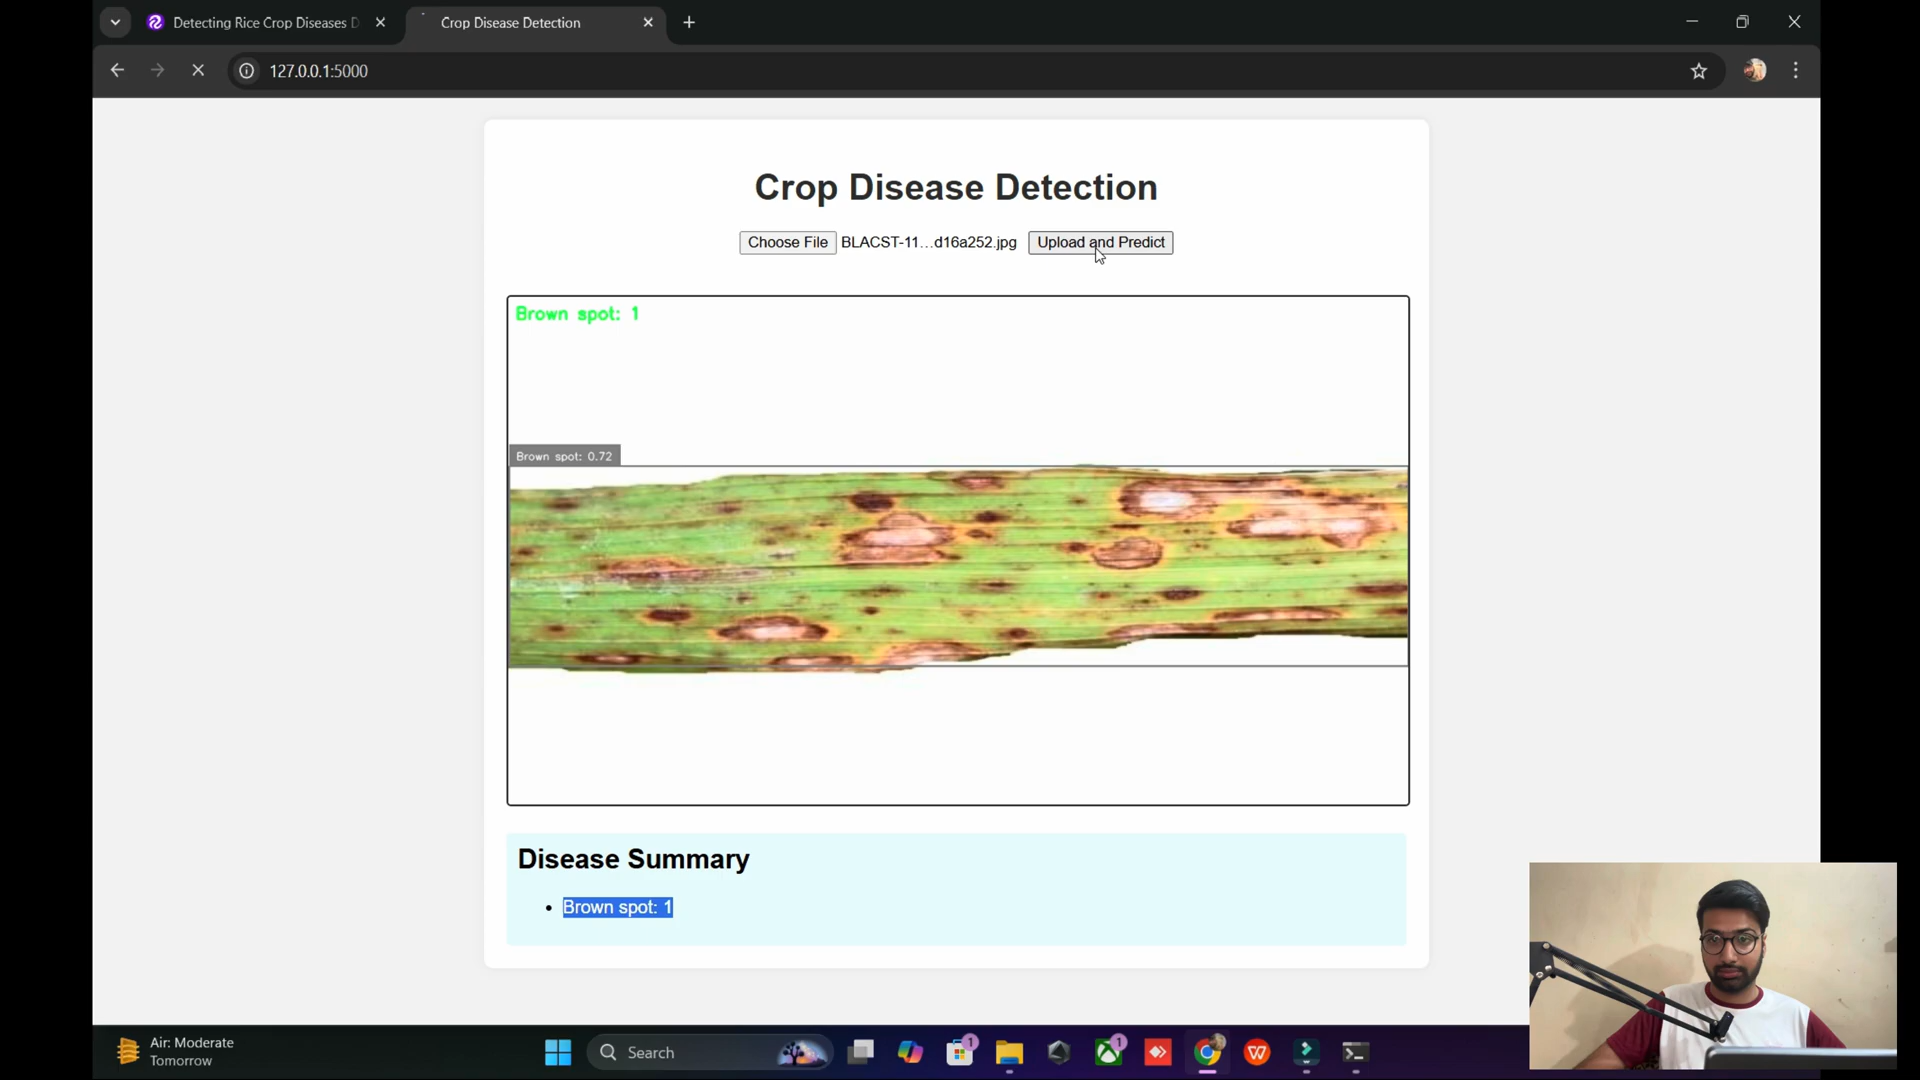 Detecting Rice Crop Diseases D
Crop Disease Detection
127.0.0.1:5000
Crop Disease Detection
Choose File BLACST-11...d16a252.jpg Upload and Predict
Brown spot: 1
Brown spot: 0.72
Disease Summary
• Brown spot: 1
Air: Moderate
Tomorrow
Search
1
1